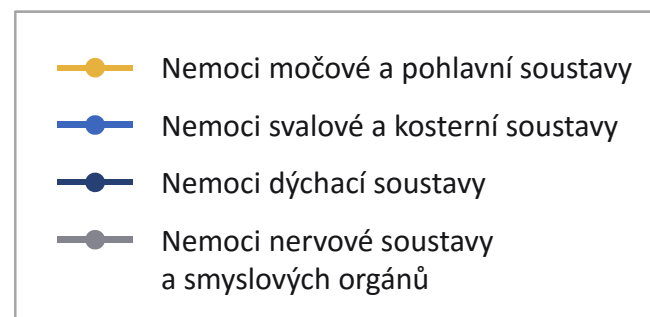 Nemoci močové a pohlavní soustavy
Nemoci svalové a kosterní soustavy
Nemoci dýchací soustavy
Nemoci nervové soustavy
a smyslových orgánů